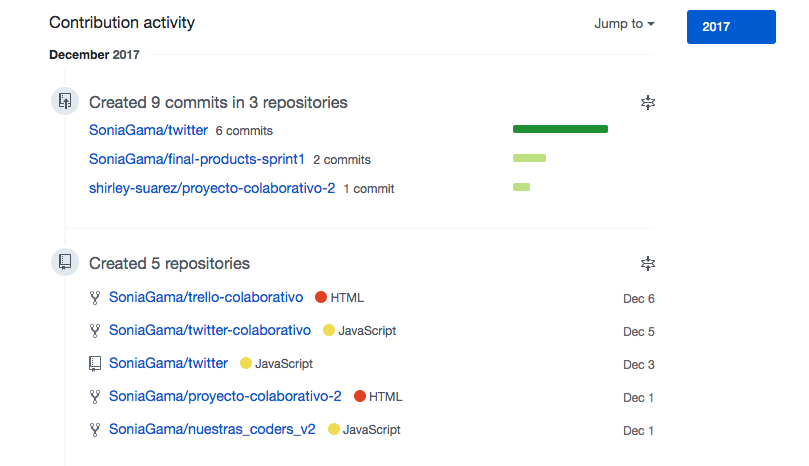 Contribution activity Jump to 2017
December 2017
Created 9 commits in 3 repositories
SoniaGama/twitter 6 commits
SoniaGama/final-products-sprint1 2 commits
shirley-suarez/proyecto-colaborativo-2 1 commit
Created 5 repositories
SoniaGama/trello-colaborativo HTML Dec 6
SoniaGama/twitter-colaborativo JavaScript Dec 5
SoniaGama/twitter JavaScript Dec 3
SoniaGama/proyecto-colaborativo-2 HTML Dec 1
SoniaGama/nuestras_coders_v2 JavaScript Dec 1